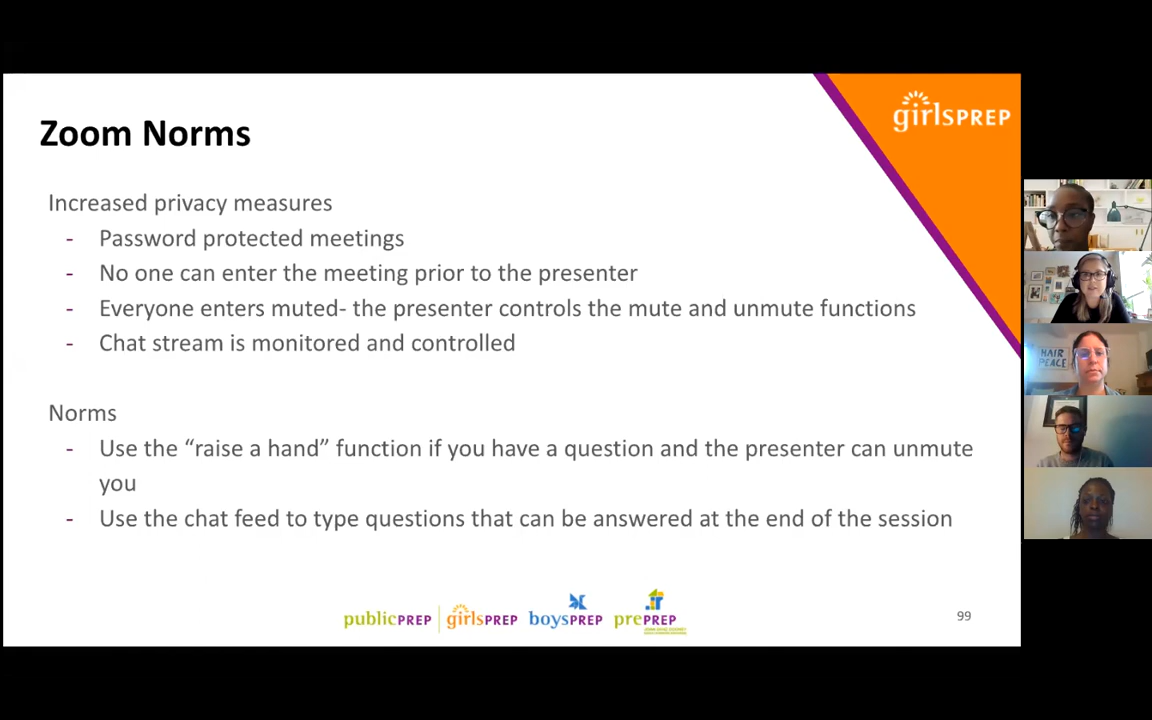 girlsPREP
Zoom Norms
Increased privacy measures
- Password protected meetings
- No one can enter the meeting prior to the presenter
- Everyone enters muted- the presenter controls the mute and unmute functions
- Chat stream is monitored and controlled
Norms
- Use the “raise a hand” function if you have a question and the presenter can unmute
you
- Use the chat feed to type questions that can be answered at the end of the session
publicPREP girlsPREP boysPREP prePREP
99
HAIR
PEACE